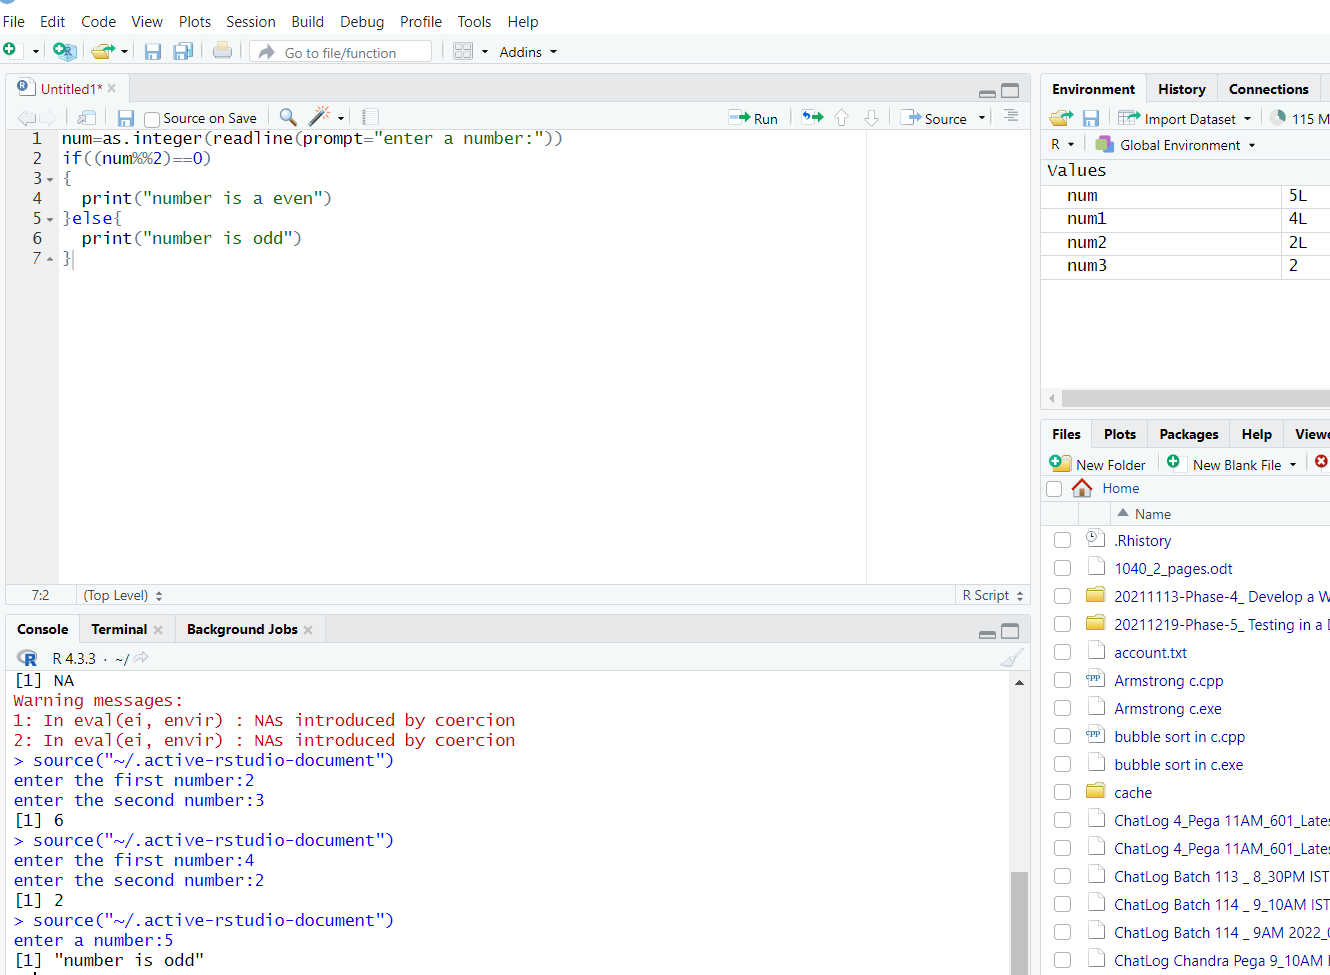 File Edit Code View Plots Session Build Debug Profile Tools Help
Go to file/function Addins
Untitled1*
Source on Save Run Source
1 num=as.integer(readline(prompt="enter a number:"))
2 if((num%%2)==0)
3 {
4 print("number is a even")
5 }else{
6 print("number is odd")
7 }
7:2 (Top Level) R Script
Console Terminal Background Jobs
R 4.3.3 · ~/
[1] NA
Warning messages:
1: In eval(ei, envir) : NAs introduced by coercion
2: In eval(ei, envir) : NAs introduced by coercion
> source("~/.active-rstudio-document")
enter the first number:2
enter the second number:3
[1] 6
> source("~/.active-rstudio-document")
enter the first number:4
enter the second number:2
[1] 2
> source("~/.active-rstudio-document")
enter a number:5
[1] "number is odd"
Environment History Connections
Import Dataset 115 M
R Global Environment
Values
num 5L
num1 4L
num2 2L
num3 2
Files Plots Packages Help Viewe
New Folder New Blank File
Home
Name
.Rhistory
1040_2_pages.odt
20211113-Phase-4_ Develop a W
20211219-Phase-5_ Testing in a D
account.txt
Armstrong c.cpp
Armstrong c.exe
bubble sort in c.cpp
bubble sort in c.exe
cache
ChatLog 4_Pega 11AM_601_Lates
ChatLog 4_Pega 11AM_601_Lates
ChatLog Batch 113 _ 8_30PM IST
ChatLog Batch 114 _ 9_10AM IST
ChatLog Batch 114 _ 9AM 2022_0
ChatLog Chandra Pega 9_10AM I